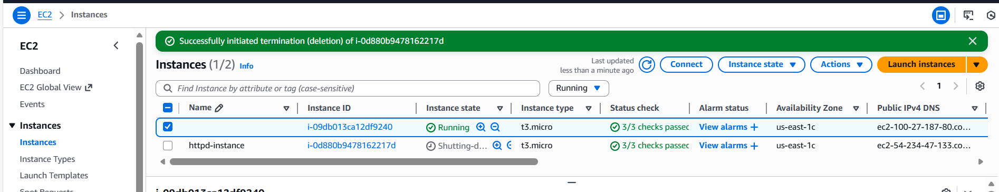 EC2 > Instances
EC2
Dashboard
EC2 Global View
Events
Instances
Instances
Instance Types
Launch Templates
Spot Requests
Successfully initiated termination (deletion) of i-0d880b9478162217d
Instances (1/2) Info
Last updated
less than a minute ago
Connect
Instance state
Actions
Launch instances
Find Instance by attribute or tag (case-sensitive)
Running
1
Name Instance ID Instance state Instance type Status check Alarm status Availability Zone Public IPv4 DNS
i-09db013ca12df9240 Running t3.micro 3/3 checks passed View alarms + us-east-1c ec2-100-27-187-80.co...
httpd-instance i-0d880b9478162217d Shutting-d... t3.micro 3/3 checks passed View alarms + us-east-1c ec2-54-234-47-133.co...
i-09db013ca12df9240